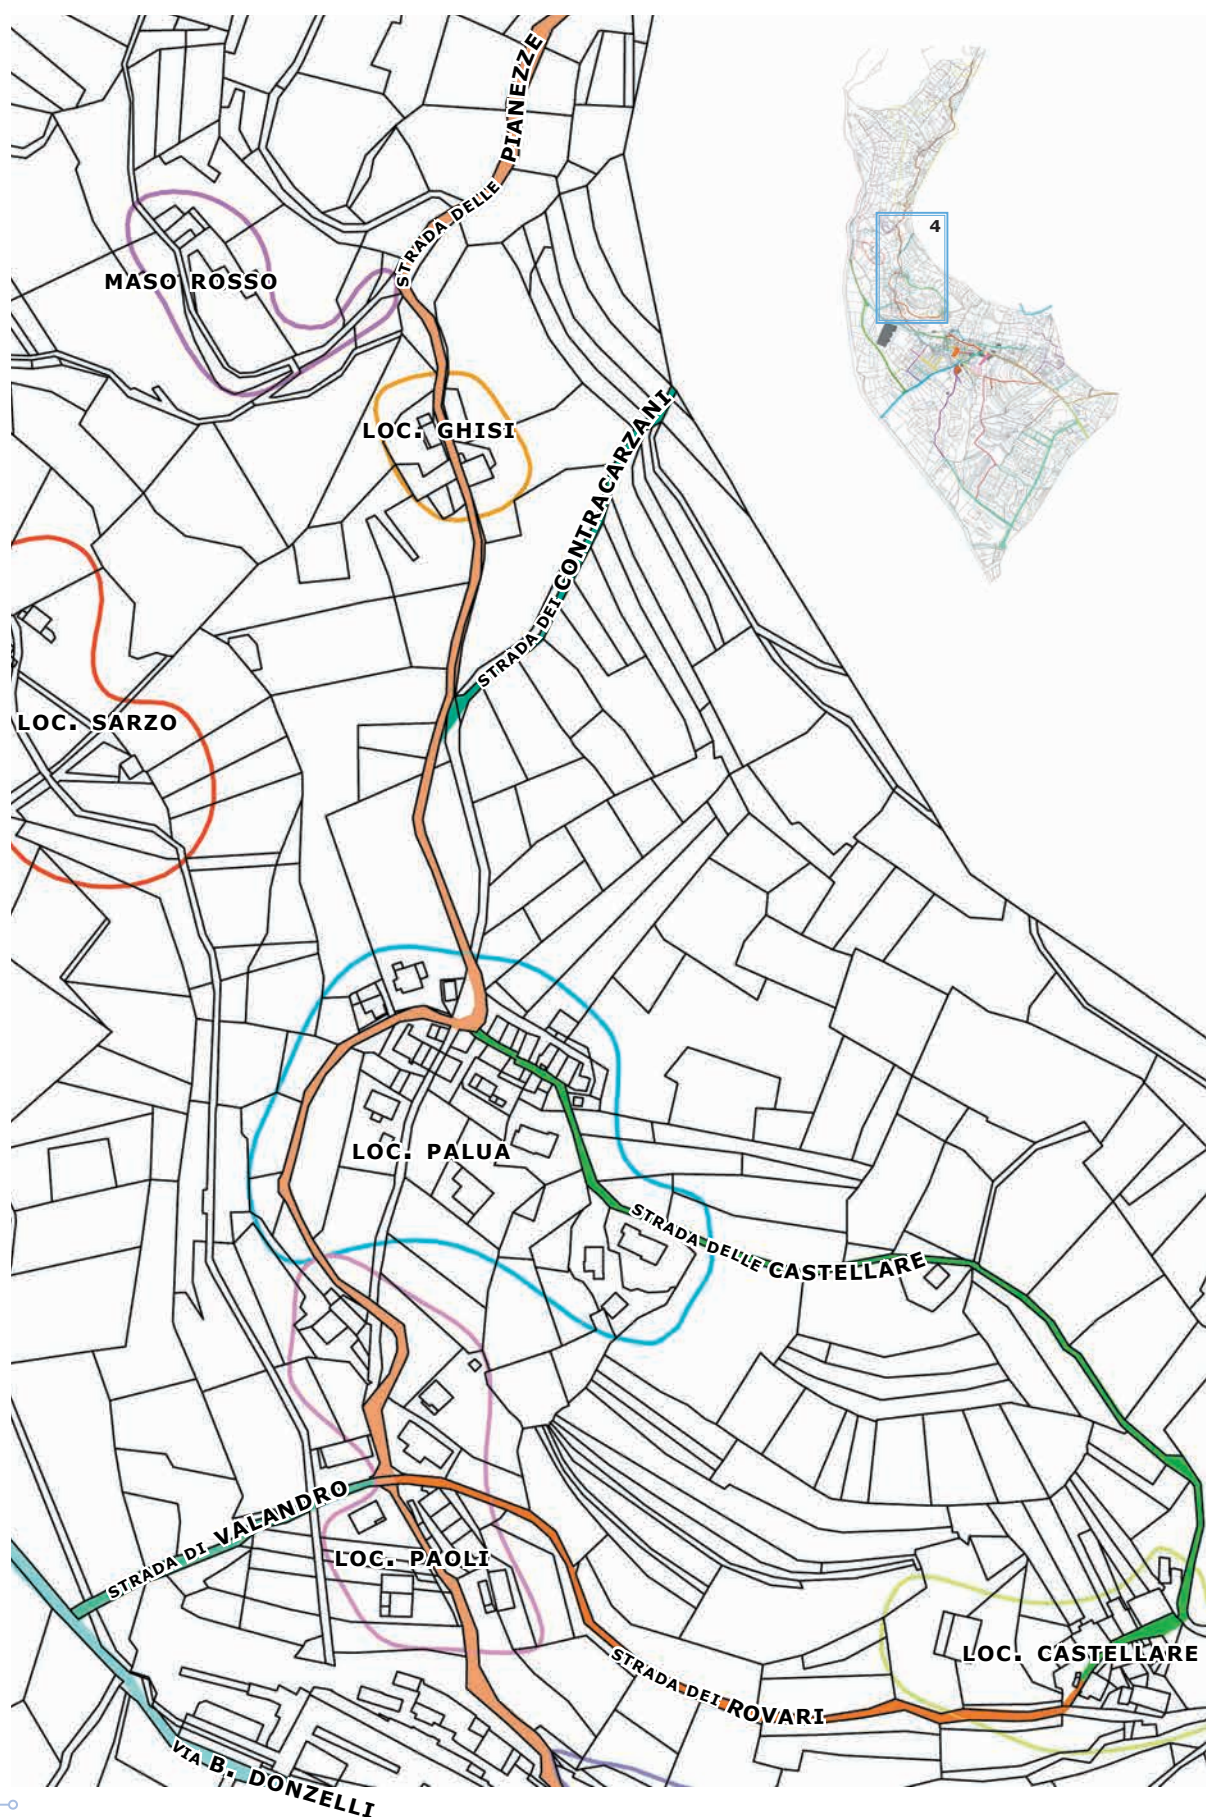 STRADA DELLE PIANEZZE
4
MASO ROSSO
LOC. GHISI
STRADA DEI CONTRACARZANI
LOC. SARZO
LOC. PALUA
STRADA DELLE CASTELLARE
STRADA DI VALANDRO
LOC. PAOLI
STRADA DEI ROVARI
LOC. CASTELLARE
VIA B. DONZELLI